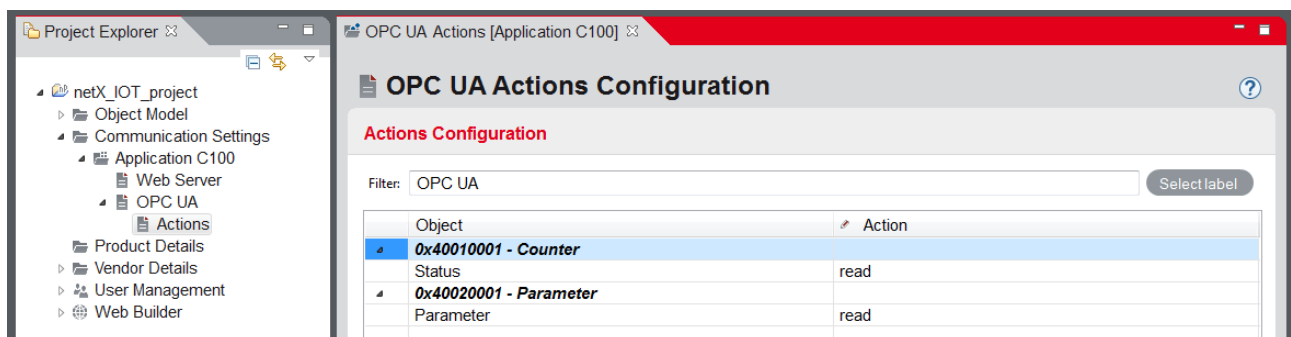 Project Explorer
netX_IOT_project
Object Model
Communication Settings
Application C100
Web Server
OPC UA
Actions
Product Details
Vendor Details
User Management
Web Builder
OPC UA Actions [Application C100]
OPC UA Actions Configuration
?
Actions Configuration
Filter: OPC UA Select label
Object Action
0x40010001 - Counter
Status read
0x40020001 - Parameter
Parameter read